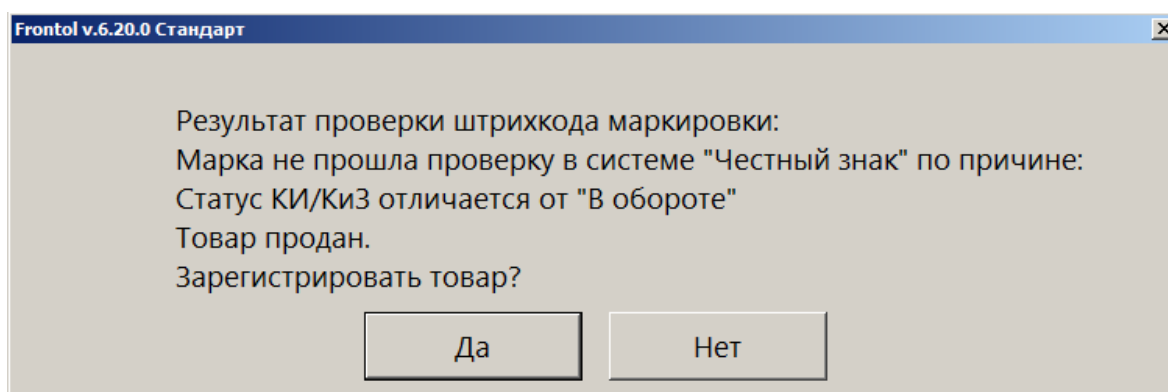 Frontol v.6.20.0 Стандарт
Результат проверки штрихкода маркировки:
Марка не прошла проверку в системе "Честный знак" по причине:
Статус КИ/КиЗ отличается от "В обороте"
Товар продан.
Зарегистрировать товар?
Да
Нет